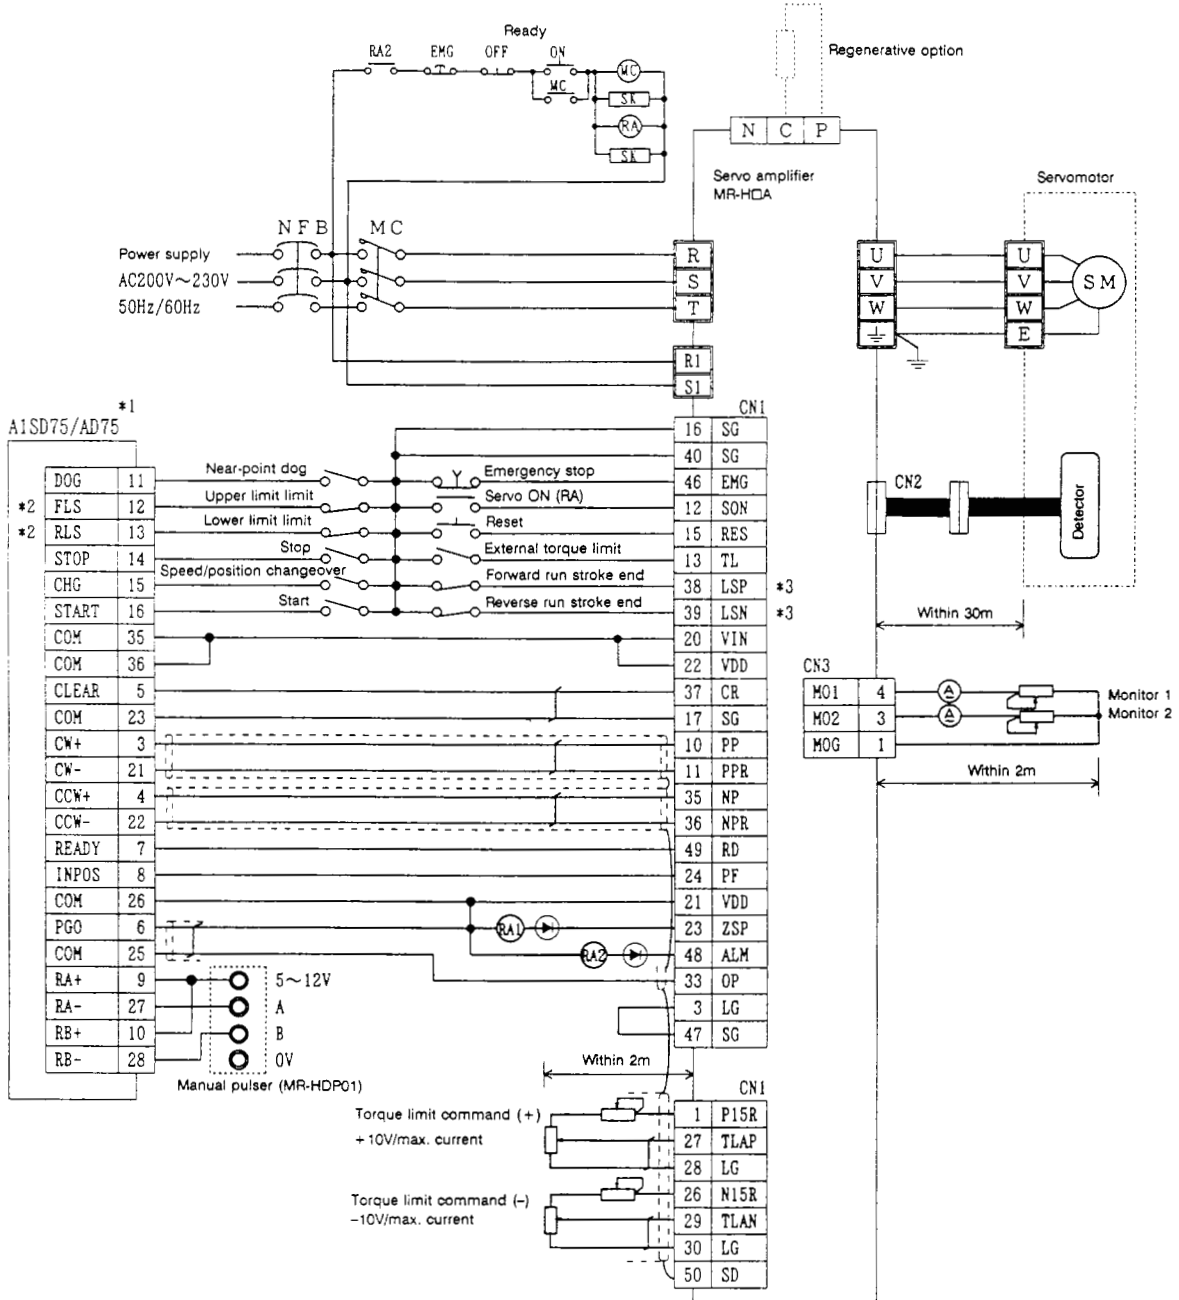 Ready
RA2 EMG OFF ON
MC
MC
SK
RA
SK
Regenerative option
N C P
Servo amplifier
MR-H□A
Servomotor
NFB MC
Power supply
AC200V～230V
50Hz/60Hz
R
S
T
R1
S1
U
V
W
U
V
W
E
SM
*1
A1SD75/AD75
DOG 11
*2 FLS 12
*2 RLS 13
STOP 14
CHG 15
START 16
COM 35
COM 36
CLEAR 5
COM 23
CW+ 3
CW- 21
CCW+ 4
CCW- 22
READY 7
INPOS 8
COM 26
PGO 6
COM 25
RA+ 9
RA- 27
RB+ 10
RB- 28
Near-point dog
Upper limit limit
Lower limit limit
Stop
Speed/position changeover
Start
Emergency stop
Servo ON (RA)
Reset
External torque limit
Forward run stroke end
Reverse run stroke end
CN1
16 SG
40 SG
46 EMG
12 SON
15 RES
13 TL
38 LSP *3
39 LSN *3
20 VIN
22 VDD
37 CR
17 SG
10 PP
11 PPR
35 NP
36 NPR
49 RD
24 PF
21 VDD
23 ZSP
48 ALM
33 OP
3 LG
47 SG
RA1
RA2
5～12V
A
B
0V
Manual pulser (MR-HDP01)
CN2
Detector
Within 30m
CN3
MO1 4
MO2 3
MOG 1
A
A
Monitor 1
Monitor 2
Within 2m
Within 2m
Torque limit command (+)
+10V/max. current
Torque limit command (-)
-10V/max. current
CN1
1 P15R
27 TLAP
28 LG
26 N15R
29 TLAN
30 LG
50 SD